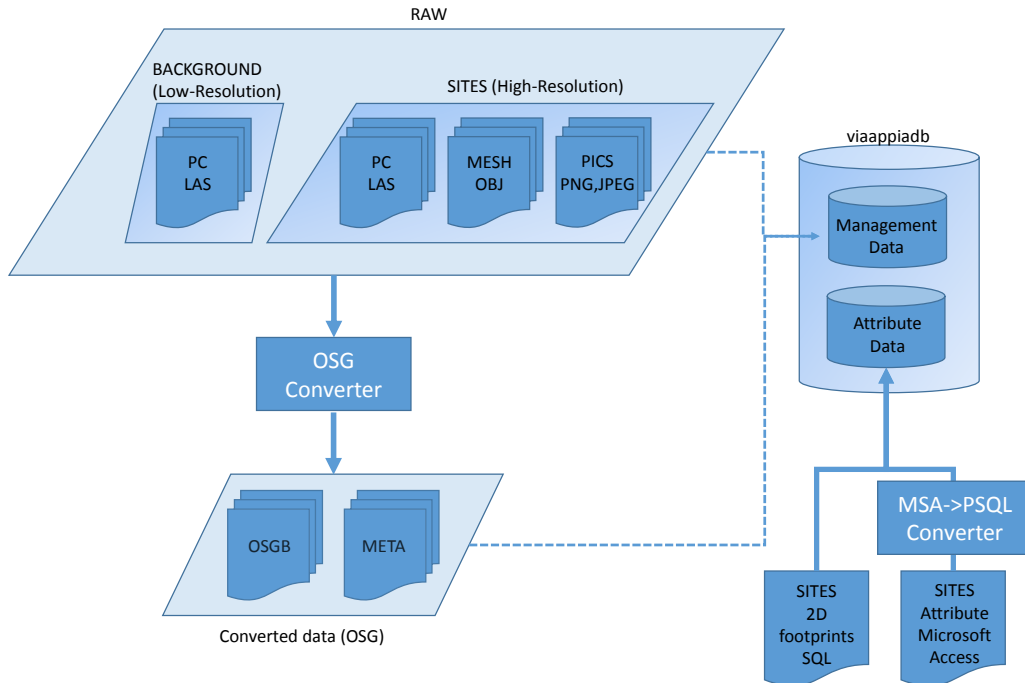 RAW
BACKGROUND
(Low-Resolution)
SITES (High-Resolution)
PC
LAS
PC
LAS
MESH
OBJ
PICS
PNG,JPEG
viaappiadb
Management
Data
Attribute
Data
OSG
Converter
OSGB
META
Converted data (OSG)
MSA->PSQL
Converter
SITES
2D
footprints
SQL
SITES
Attribute
Microsoft
Access